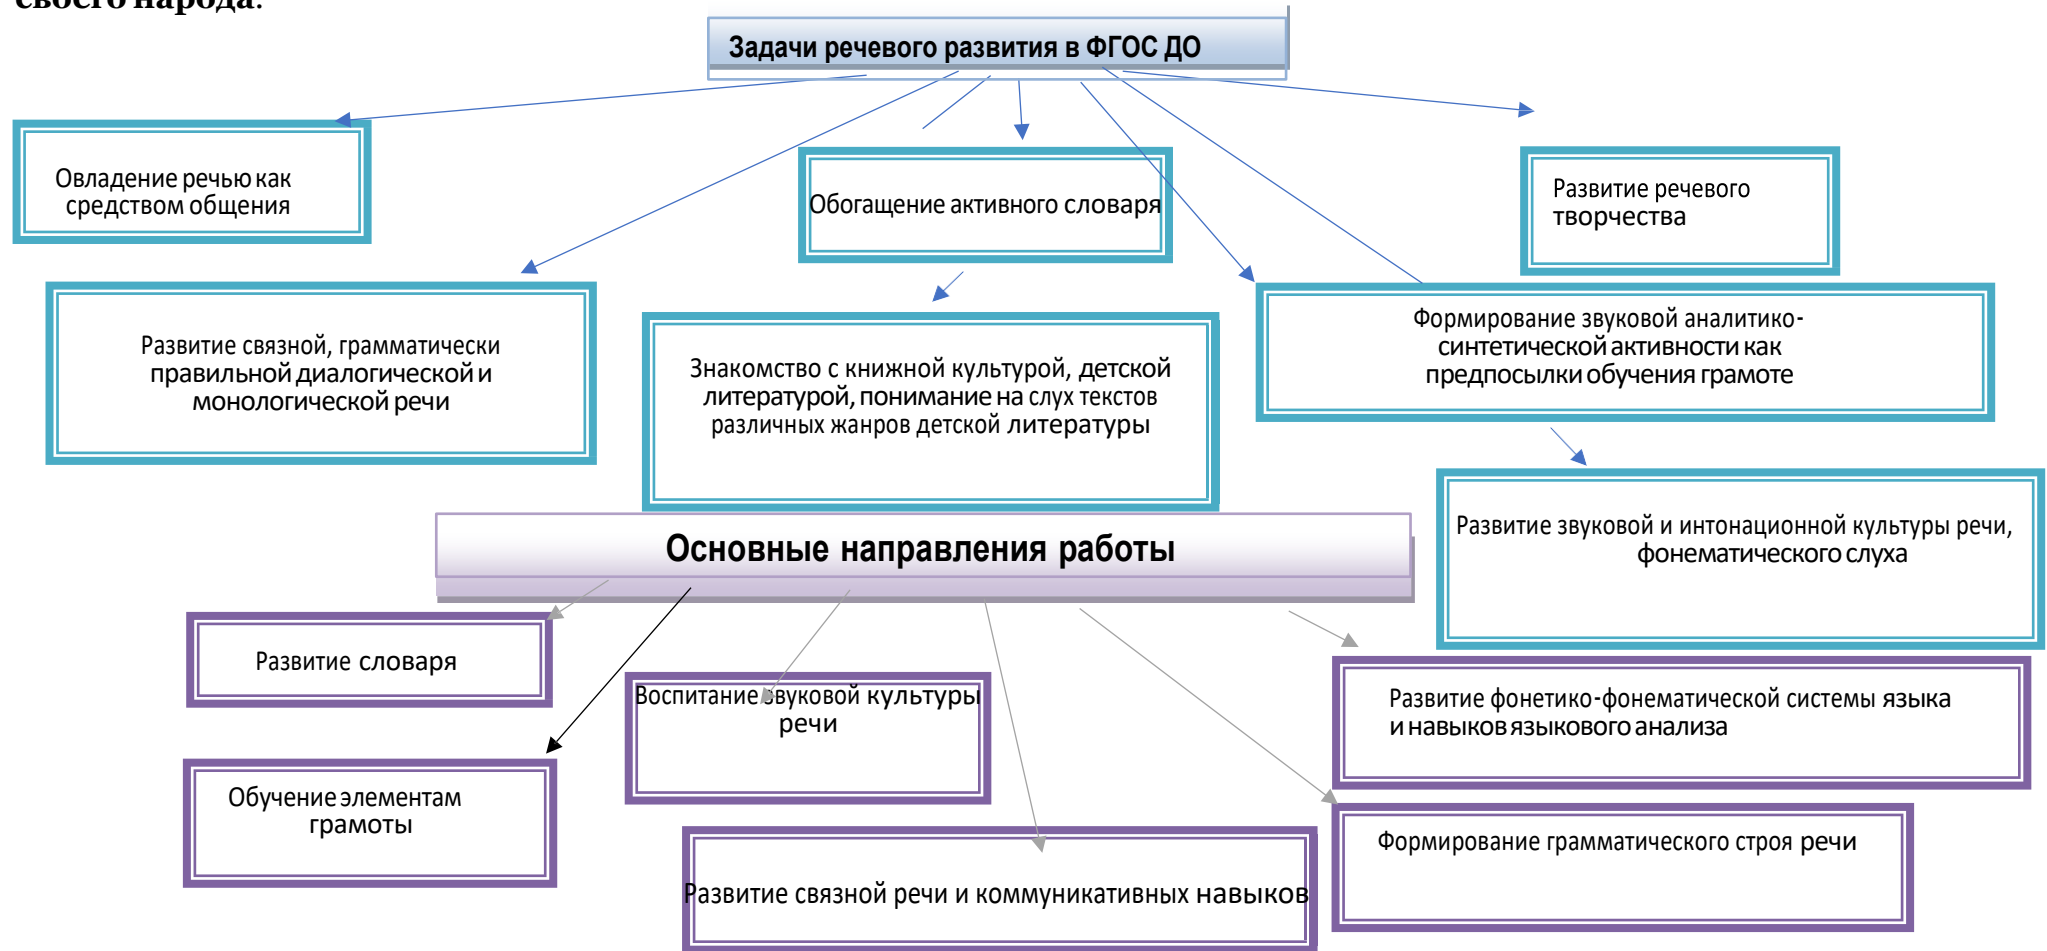 своего народа.
Задачи речевого развития в ФГОС ДО
Овладение речью как
средством общения
Обогащение активного словаря
Развитие речевого
творчества
Развитие связной, грамматически
правильной диалогической и
монологической речи
Знакомство с книжной культурой, детской
литературой, понимание на слух текстов
различных жанров детской литературы
Формирование звуковой аналитико-
синтетической активности как
предпосылки обучения грамоте
Развитие звуковой и интонационной культуры речи,
фонематического слуха
Основные направления работы
Развитие словаря
Воспитание звуковой культуры
речи
Развитие фонетико-фонематической системы языка
и навыков языкового анализа
Обучение элементам
грамоты
Развитие связной речи и коммуникативных навыков
Формирование грамматического строя речи